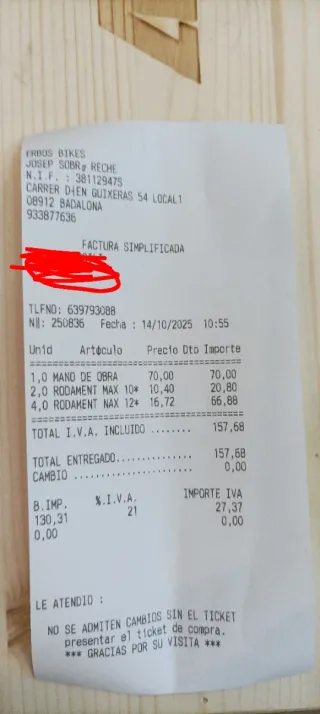 ERBOS BIKES
JOSEP SOBRº RECHE
N.I.F. : 38112947S
CARRER D4EN GUIXERAS 54 LOCAL1
08912 BADALONA
933877636
FACTURA SIMPLIFICADA
TLFNO: 639793088
Nº: 250836 Fecha : 14/10/2025 10:55
Unid Artículo Precio Dto Importe
==========================================
1,0 MANO DE OBRA 70,00 70,00
2,0 RODAMENT MAX 10* 10,40 20,80
4,0 RODAMENT NAX 12* 16,72 66,88
==========================================
TOTAL I.V.A. INCLUIDO ........ 157,68
TOTAL ENTREGADO............... 157,68
CAMBIO ....................... 0,00
B.IMP. %.I.V.A. IMPORTE IVA
130,31 21 27,37
0,00 0,00
LE ATENDIO :
NO SE ADMITEN CAMBIOS SIN EL TICKET
presentar el ticket de compra.
*** GRACIAS POR SU VISITA ***